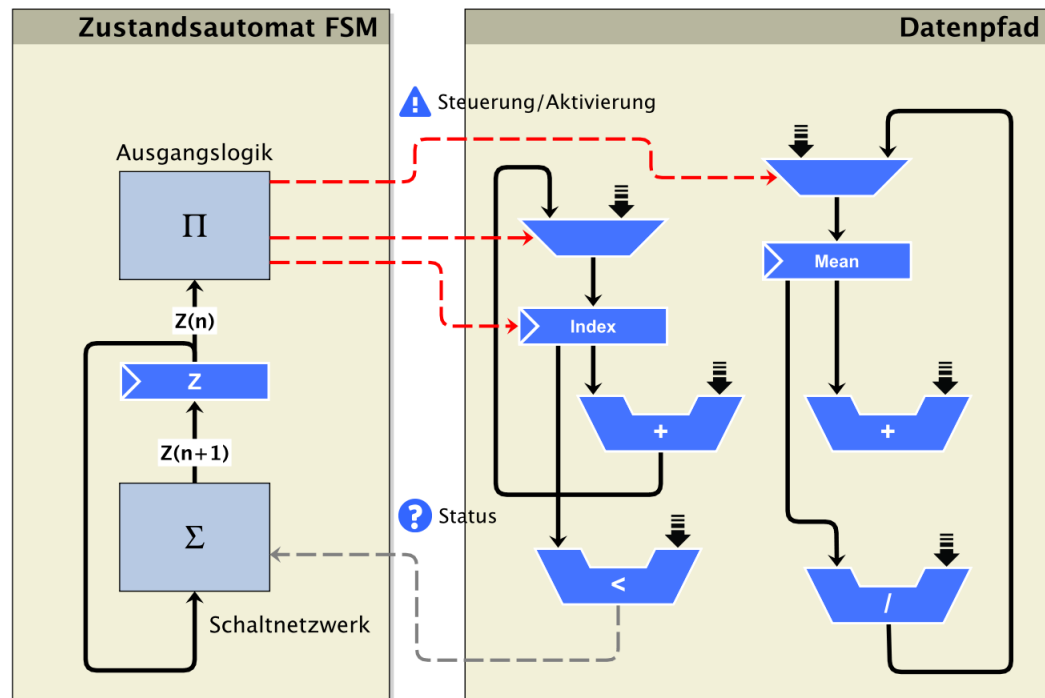 Zustandsautomat FSM
Datenpfad
Steuerung/Aktivierung
Ausgangslogik
Π
Mean
Index
Z(n)
Z
+
+
Z(n+1)
Status
Σ
<
/
Schaltnetzwerk